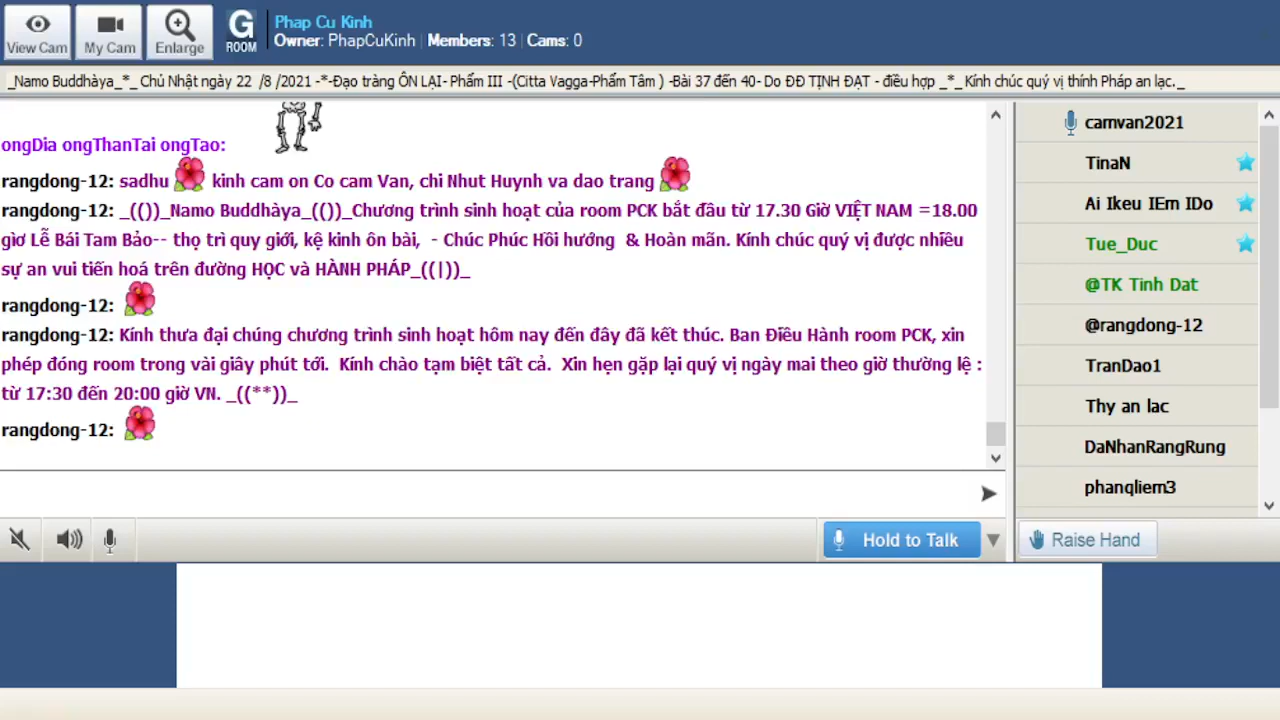 View Cam
My Cam
Enlarge
G
ROOM
Phap Cu Kinh
Owner: PhapCuKinh | Members: 13 | Cams: 0
_Namo Buddhàya_*_ Chủ Nhật ngày 22 /8 /2021 -*-Đạo tràng ÔN LẠI- Phẩm III -(Citta Vagga-Phẩm Tâm ) -Bài 37 đến 40- Do ĐĐ TỊNH ĐẠT - điều hợp _*_ Kính chúc quý vị thính Pháp an lạc._
ongDia ongThanTai ongTao:
rangdong-12: sadhu kinh cam on Co cam Van, chi Nhut Huynh va dao trang
rangdong-12: _(())_Namo Buddhàya_(())_Chương trình sinh hoạt của room PCK bắt đầu từ 17.30 Giờ VIỆT NAM =18.00
giờ Lễ Bái Tam Bảo-- thọ trì quy giới, kệ kinh ôn bài, - Chúc Phúc Hồi hướng & Hoàn mãn. Kính chúc quý vị được nhiều
sự an vui tiến hoá trên đường HỌC và HÀNH PHÁP_((|))_
rangdong-12:
rangdong-12: Kính thưa đại chúng chương trình sinh hoạt hôm nay đến đây đã kết thúc. Ban Điều Hành room PCK, xin
phép đóng room trong vài giây phút tới. Kính chào tạm biệt tất cả. Xin hẹn gặp lại quý vị ngày mai theo giờ thường lệ :
từ 17:30 đến 20:00 giờ VN. _((**))_
rangdong-12:
Hold to Talk
camvan2021
TinaN
Ai Ikeu IEm IDo
Tue_Duc
@TK Tinh Dat
@rangdong-12
TranDao1
Thy an lac
DaNhanRangRung
phanqliem3
Raise Hand